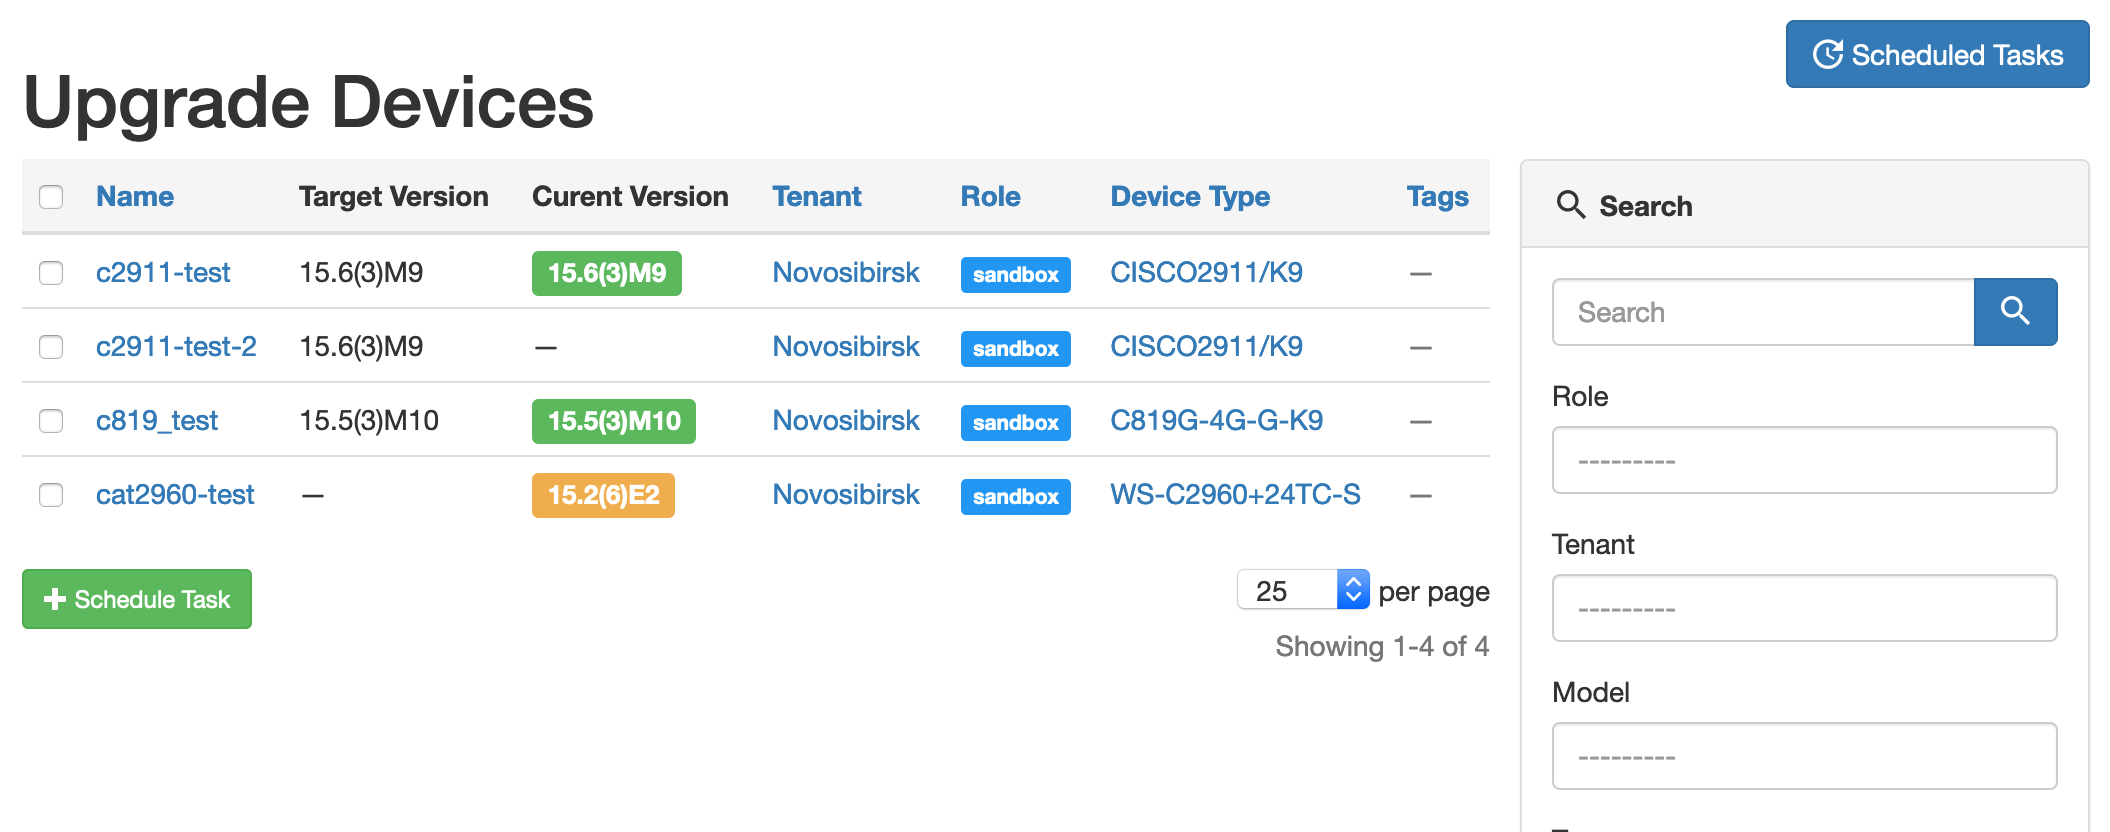 Scheduled Tasks
Upgrade Devices
Name Target Version Curent Version Tenant Role Device Type Tags
c2911-test 15.6(3)M9 15.6(3)M9 Novosibirsk sandbox CISCO2911/K9 —
c2911-test-2 15.6(3)M9 — Novosibirsk sandbox CISCO2911/K9 —
c819_test 15.5(3)M10 15.5(3)M10 Novosibirsk sandbox C819G-4G-G-K9 —
cat2960-test — 15.2(6)E2 Novosibirsk sandbox WS-C2960+24TC-S —
Schedule Task
25 per page
Showing 1-4 of 4
Search
Search
Role
---------
Tenant
---------
Model
---------